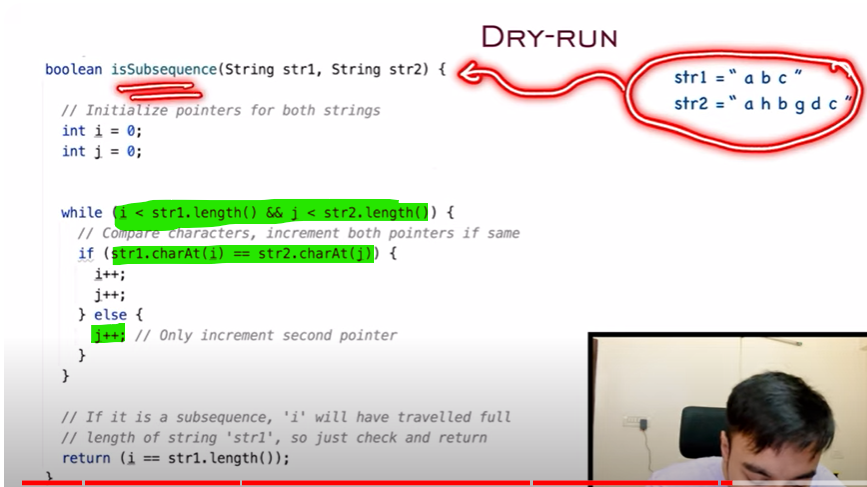 DRY-RUN
boolean isSubsequence(String str1, String str2) {
str1 = " a b c "
str2 = " a h b g d c "
// Initialize pointers for both strings
int i = 0;
int j = 0;
while (i < str1.length() && j < str2.length()) {
// Compare characters, increment both pointers if same
if (str1.charAt(i) == str2.charAt(j)) {
i++;
j++;
} else {
j++; // Only increment second pointer
}
}
// If it is a subsequence, 'i' will have travelled full
// length of string 'str1', so just check and return
return (i == str1.length());
}